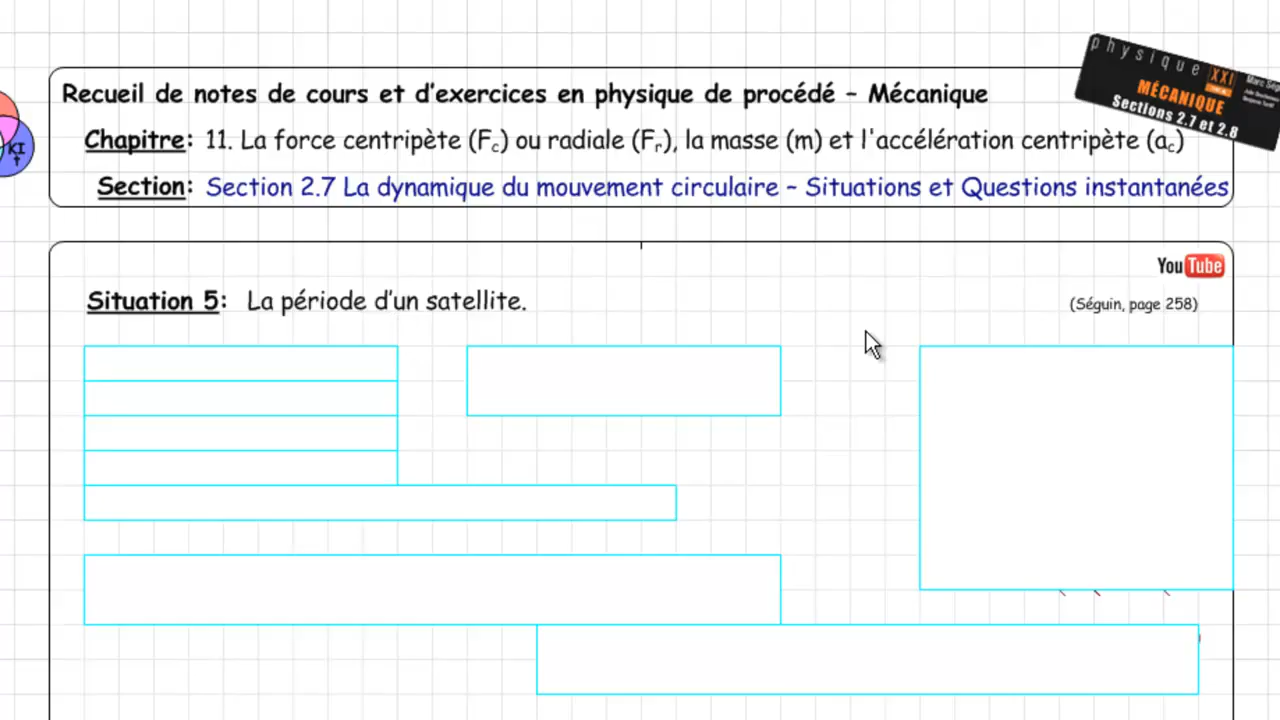 Recueil de notes de cours et d'exercices en physique de procédé – Mécanique
Chapitre: 11. La force centripète (Fc) ou radiale (Fr), la masse (m) et l'accélération centripète (ac)
Section: Section 2.7 La dynamique du mouvement circulaire – Situations et Questions instantanées
physique XXI
MÉCANIQUE
Sections 2.7 et 2.8
KI
YouTube
Situation 5: La période d'un satellite.
(Séguin, page 258)